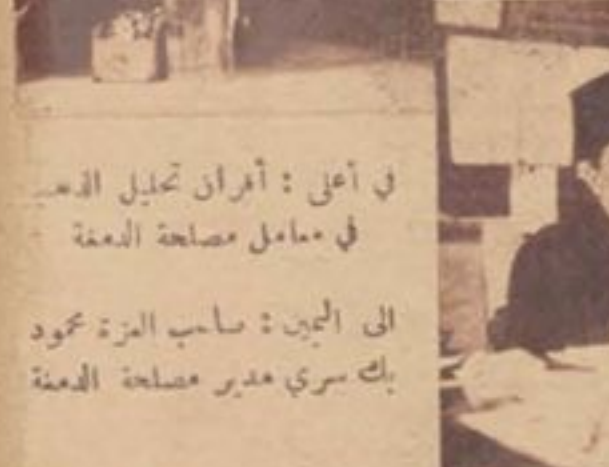 في أعلى : أفران تحليل الذهب
في معامل مصلحة الدمغة
الى اليمين : صاحب العزة محمود
بك سري مدير مصلحة الدمغة